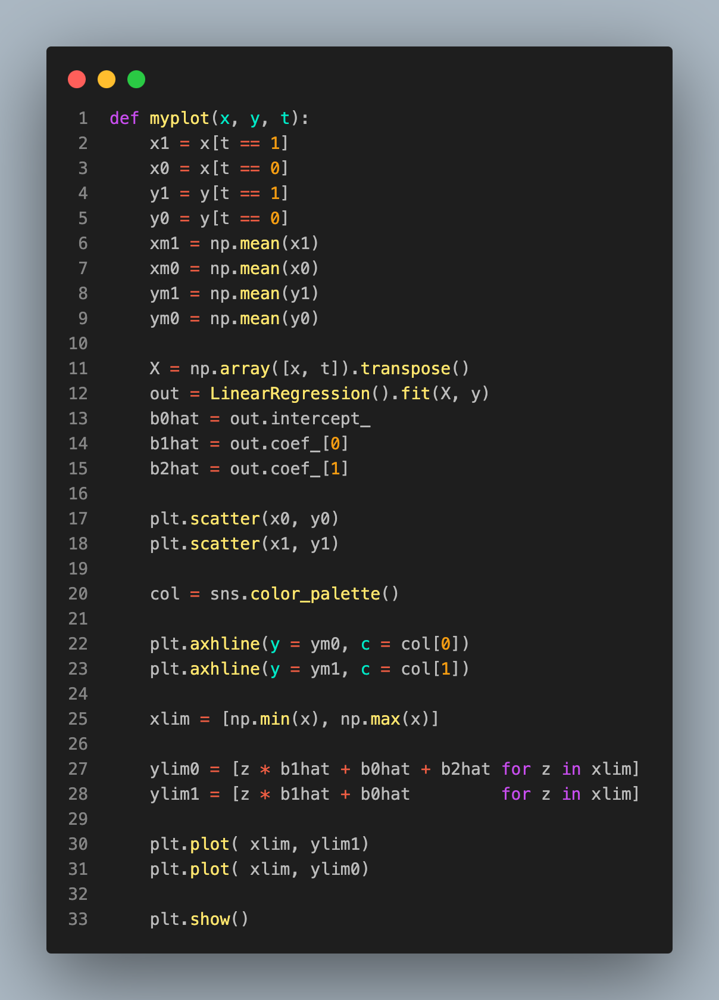 1 def myplot(x, y, t):
2     x1 = x[t == 1]
3     x0 = x[t == 0]
4     y1 = y[t == 1]
5     y0 = y[t == 0]
6     xm1 = np.mean(x1)
7     xm0 = np.mean(x0)
8     ym1 = np.mean(y1)
9     ym0 = np.mean(y0)
10
11     X = np.array([x, t]).transpose()
12     out = LinearRegression().fit(X, y)
13     b0hat = out.intercept_
14     b1hat = out.coef_[0]
15     b2hat = out.coef_[1]
16
17     plt.scatter(x0, y0)
18     plt.scatter(x1, y1)
19
20     col = sns.color_palette()
21
22     plt.axhline(y = ym0, c = col[0])
23     plt.axhline(y = ym1, c = col[1])
24
25     xlim = [np.min(x), np.max(x)]
26
27     ylim0 = [z * b1hat + b0hat + b2hat for z in xlim]
28     ylim1 = [z * b1hat + b0hat         for z in xlim]
29
30     plt.plot( xlim, ylim1)
31     plt.plot( xlim, ylim0)
32
33     plt.show()